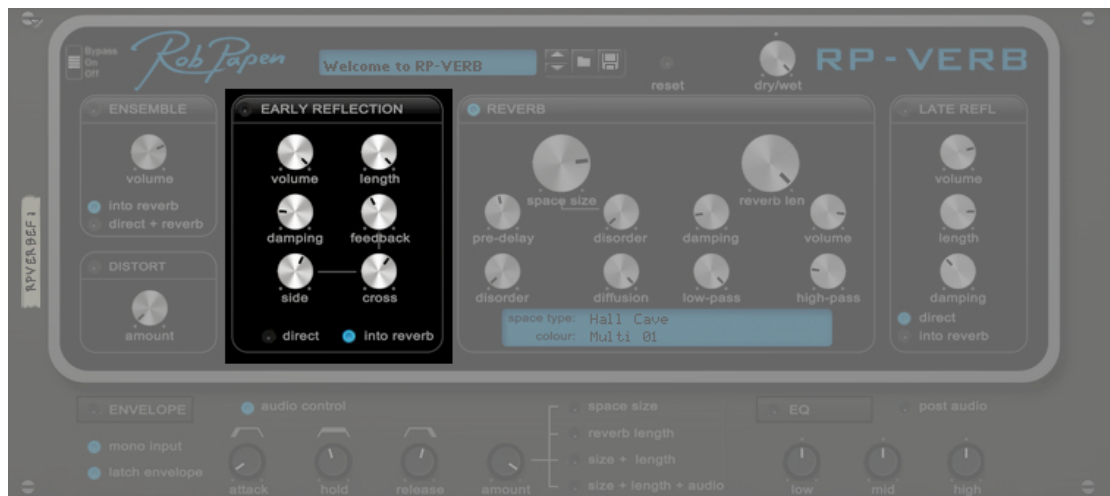 Bypass
On
Off
Rob Papen
Welcome to RP-VERB
reset
dry/wet
RP-VERB
ENSEMBLE
volume
into reverb
direct + reverb
DISTORT
amount
EARLY REFLECTION
volume
length
damping
feedback
side
cross
direct
into reverb
REVERB
space size
reverb len
pre-delay
disorder
damping
volume
disorder
diffusion
low-pass
high-pass
space type: Hall Cave
colour: Multi 01
LATE REFL
volume
length
damping
direct
into reverb
RPVERBEF 1
ENVELOPE
audio control
mono input
latch envelope
attack
hold
release
amount
space size
reverb length
size + length
size + length + audio
EQ
post audio
low
mid
high